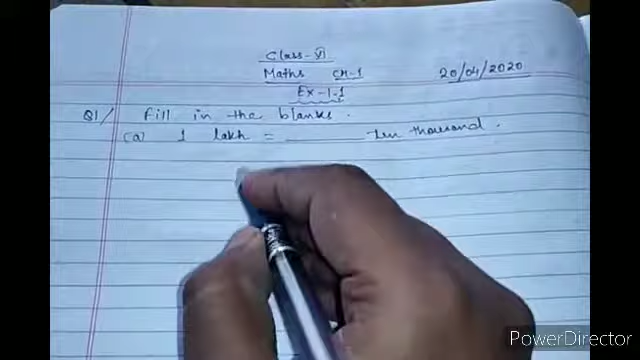 Class-VI
Maths CH-1 20/04/2020
Ex-1.1
Q1/ Fill in the blanks.
(a) 1 lakh = ________ ten thousand.
PowerDirector